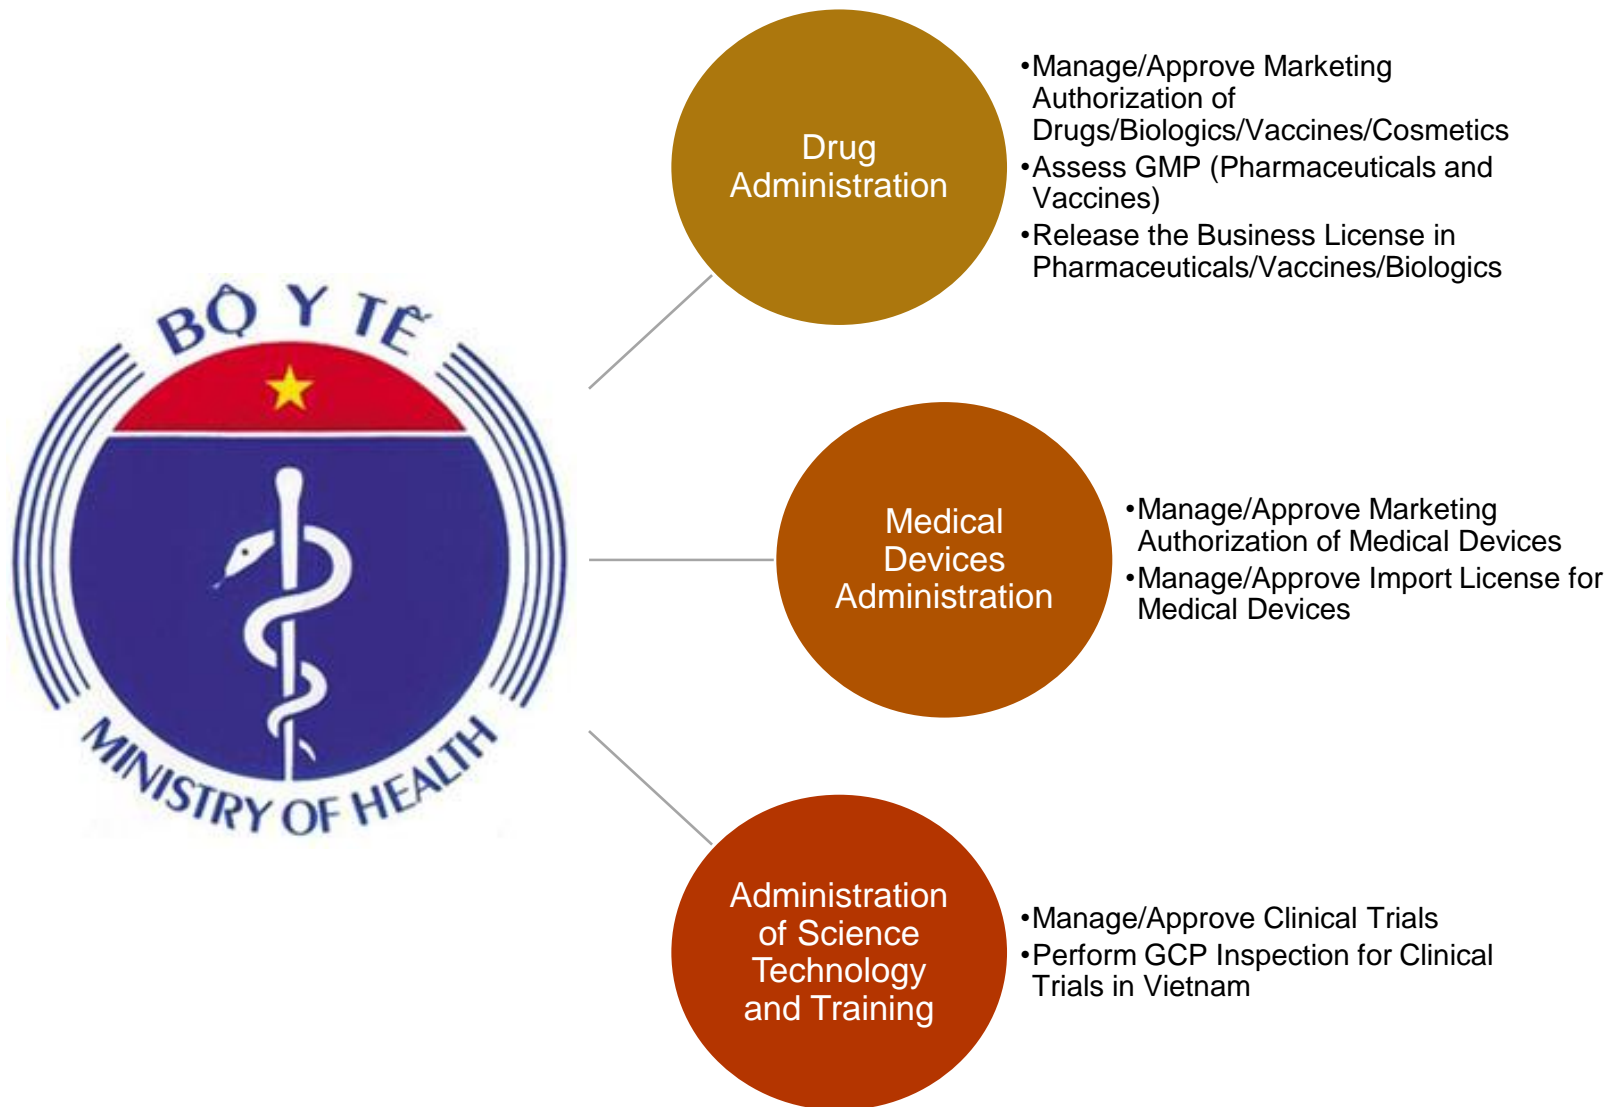 BỘ Y TẾ
MINISTRY OF HEALTH
Drug
Administration
•Manage/Approve Marketing
Authorization of
Drugs/Biologics/Vaccines/Cosmetics
•Assess GMP (Pharmaceuticals and
Vaccines)
•Release the Business License in
Pharmaceuticals/Vaccines/Biologics
Medical
Devices
Administration
•Manage/Approve Marketing
Authorization of Medical Devices
•Manage/Approve Import License for
Medical Devices
Administration
of Science
Technology
and Training
•Manage/Approve Clinical Trials
•Perform GCP Inspection for Clinical
Trials in Vietnam